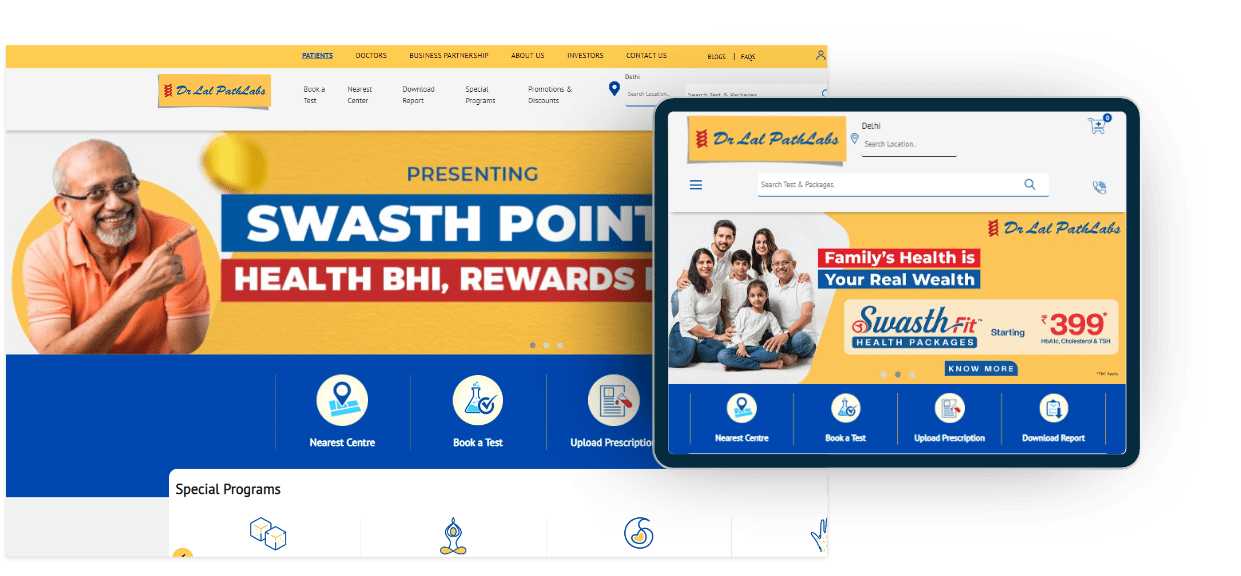 PATIENTS DOCTORS BUSINESS PARTNERSHIP ABOUT US INVESTORS CONTACT US BLOGS | FAQS
Dr Lal PathLabs
Book a
Test
Nearest
Center
Download
Report
Special
Programs
Promotions &
Discounts
Delhi
Search Location..
Search Test & Packages
PRESENTING
SWASTH POINT
HEALTH BHI, REWARDS
Nearest Centre
Book a Test
Upload Prescription
Special Programs
Dr Lal PathLabs
Delhi
Search Location..
0
Search Test & Packages
Dr Lal PathLabs
Family's Health is
Your Real Wealth
SwasthFit™
HEALTH PACKAGES
Starting
₹399*
HbA1c, Cholesterol & TSH
KNOW MORE
*T&C Apply
Nearest Centre
Book a Test
Upload Prescription
Download Report